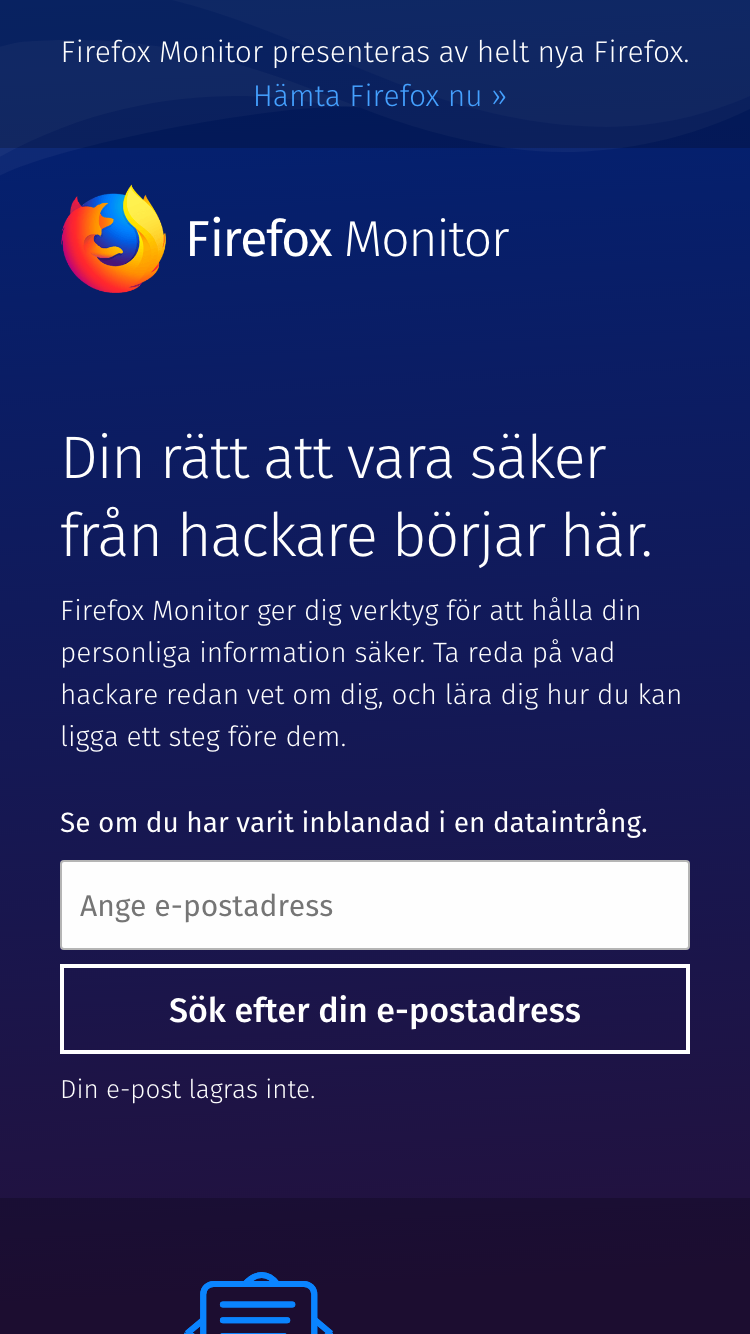 Firefox Monitor presenteras av helt nya Firefox.
Hämta Firefox nu »
Firefox Monitor
Din rätt att vara säker
från hackare börjar här.
Firefox Monitor ger dig verktyg för att hålla din
personliga information säker. Ta reda på vad
hackare redan vet om dig, och lära dig hur du kan
ligga ett steg före dem.
Se om du har varit inblandad i en dataintrång.
Ange e-postadress
Sök efter din e-postadress
Din e-post lagras inte.